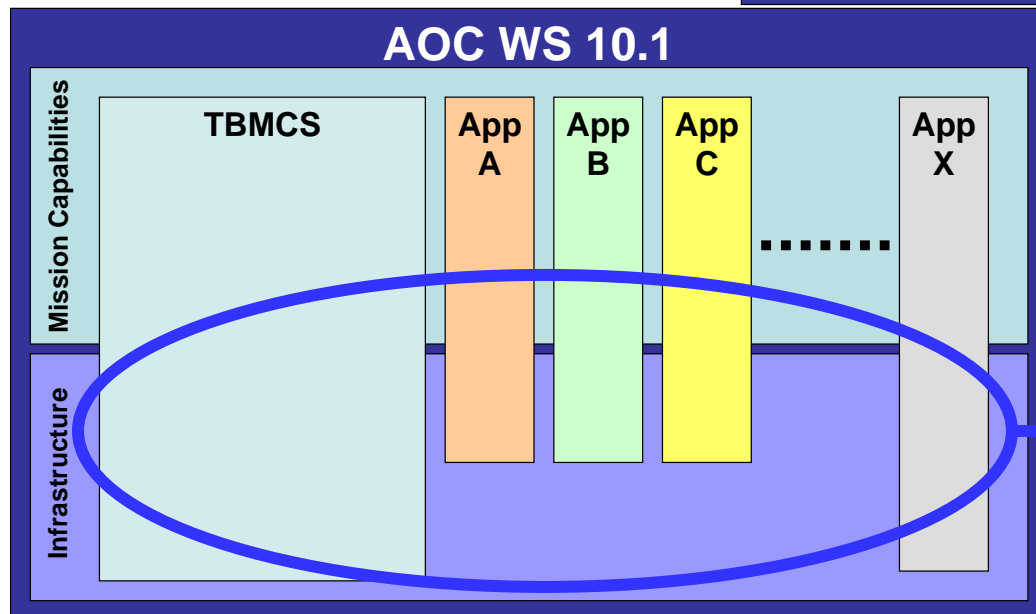 AOC WS 10.1
Mission Capabilities
TBMCS
App
A
App
B
App
C
App
X
Infrastructure